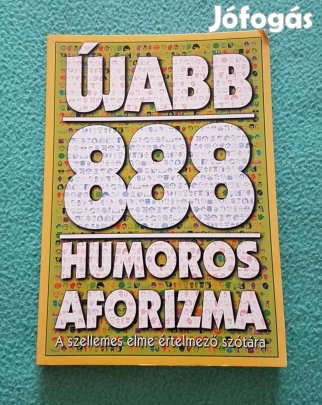 Jófogás
ÚJABB
888
HUMOROS
AFORIZMA
A szellemes elme értelmező szótára